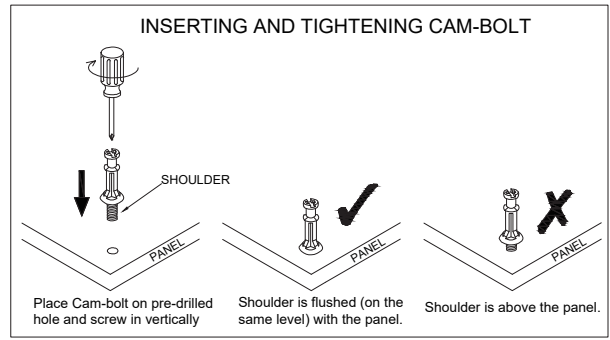 INSERTING AND TIGHTENING CAM-BOLT
SHOULDER
PANEL
PANEL
PANEL
Place Cam-bolt on pre-drilled
hole and screw in vertically
Shoulder is flushed (on the
same level) with the panel.
Shoulder is above the panel.